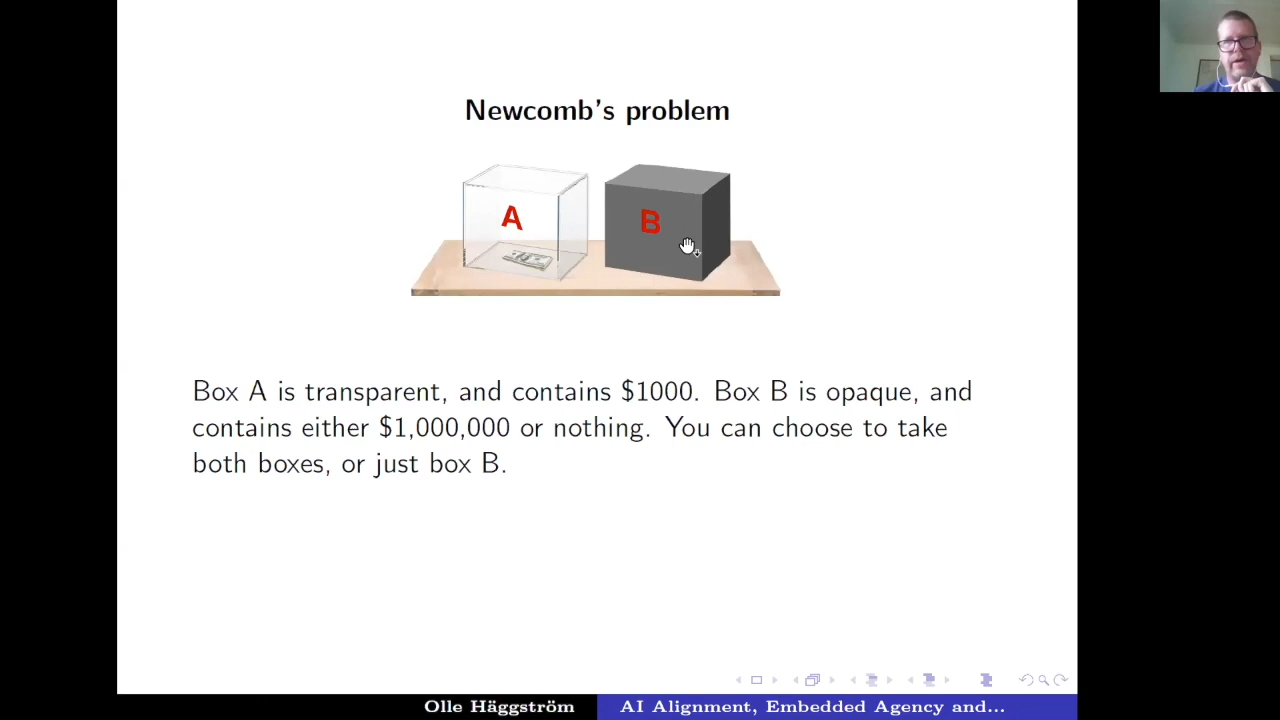 Newcomb's problem
A
B
Box A is transparent, and contains $1000. Box B is opaque, and
contains either $1,000,000 or nothing. You can choose to take
both boxes, or just box B.
Olle Häggström
AI Alignment, Embedded Agency and...